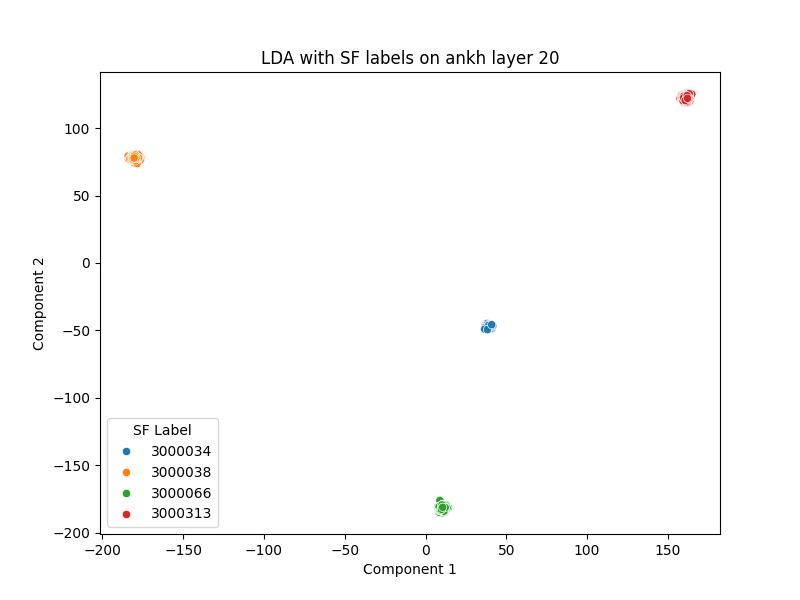 LDA with SF labels on ankh layer 20
Component 2
100
50
0
−50
−100
−150
−200
SF Label
3000034
3000038
3000066
3000313
−200 −150 −100 −50 0 50 100 150
Component 1